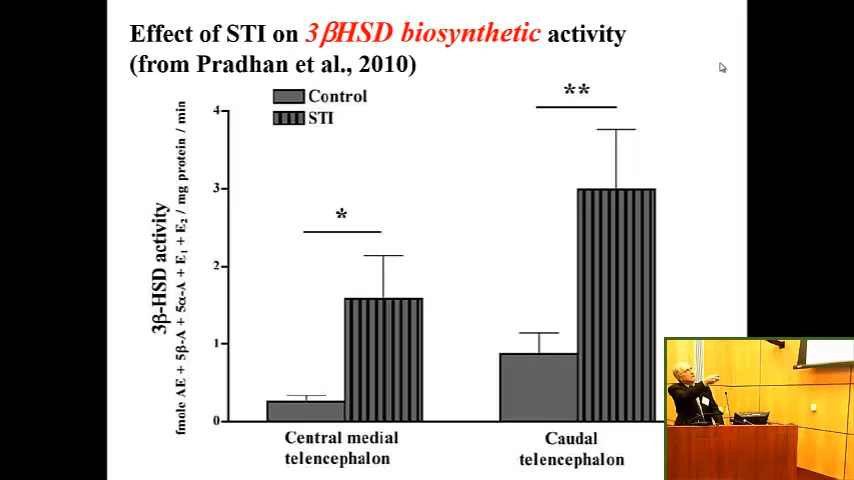 Effect of STI on 3βHSD biosynthetic activity
(from Pradhan et al., 2010)
Control
STI
**
*
4
3
2
1
0
3β-HSD activity
fmole AE + 5β-A + 5α-A + E₁ + E₂ / mg protein / min
Central medial
telencephalon
Caudal
telencephalon